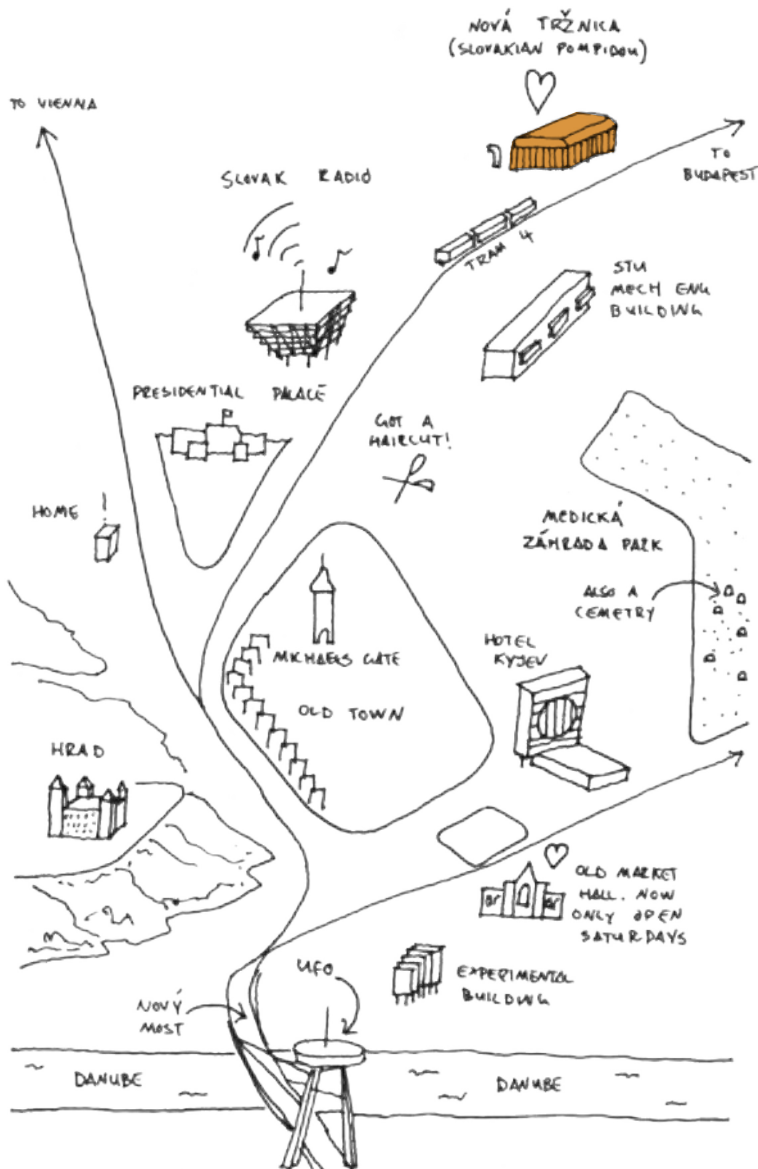 NOVÁ TRŽNICA
(SLOVAKIAN POMPIDOU)
TO VIENNA
TO
BUDAPEST
SLOVAK RADIO
TRAM 4
STU
MECH ENG
BUILDING
PRESIDENTIAL PALACE
GOT A
HAIRCUT!
HOME
MEDICKÁ
ZÁHRADA PARK
ALSO A
CEMETRY
HOTEL
KYJEV
MICHAELS GATE
OLD TOWN
HRAD
OLD MARKET
HALL. NOW
ONLY OPEN
SATURDAYS
UFO
EXPERIMENTAL
BUILDING
NOVÝ
MOST
DANUBE
DANUBE